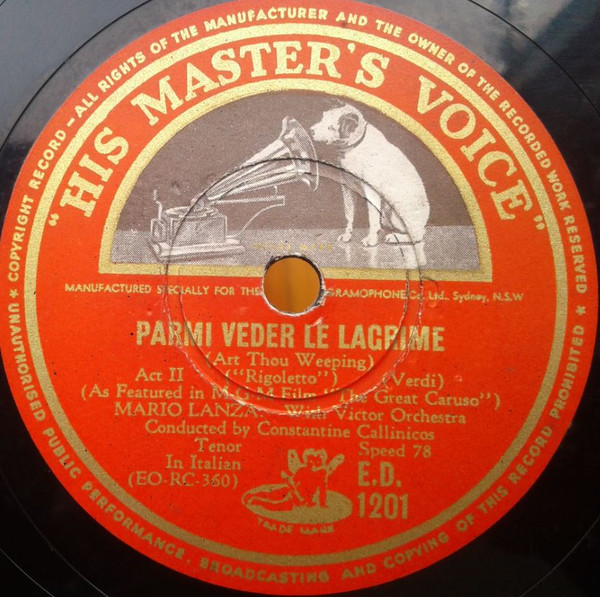 * COPYRIGHT RECORD — ALL RIGHTS OF THE MANUFACTURER AND THE OWNER OF THE RECORDED WORK RESERVED
* UNAUTHORISED PUBLIC PERFORMANCE, BROADCASTING AND COPYING OF THIS RECORD PROHIBITED
"HIS MASTER'S VOICE"
TRADE MARK
MANUFACTURED SPECIALLY FOR THE GRAMOPHONE Co. Ltd., Sydney, N.S.W
PARMI VEDER LE LAGRIME
(Art Thou Weeping)
Act II ("Rigoletto") (Verdi)
(As Featured in M-G-M Film "The Great Caruso")
MARIO LANZA With Victor Orchestra
Conducted by Constantine Callinicos
Tenor Speed 78
In Italian E.D.
(EO-RC-360) 1201
TRADE MARK